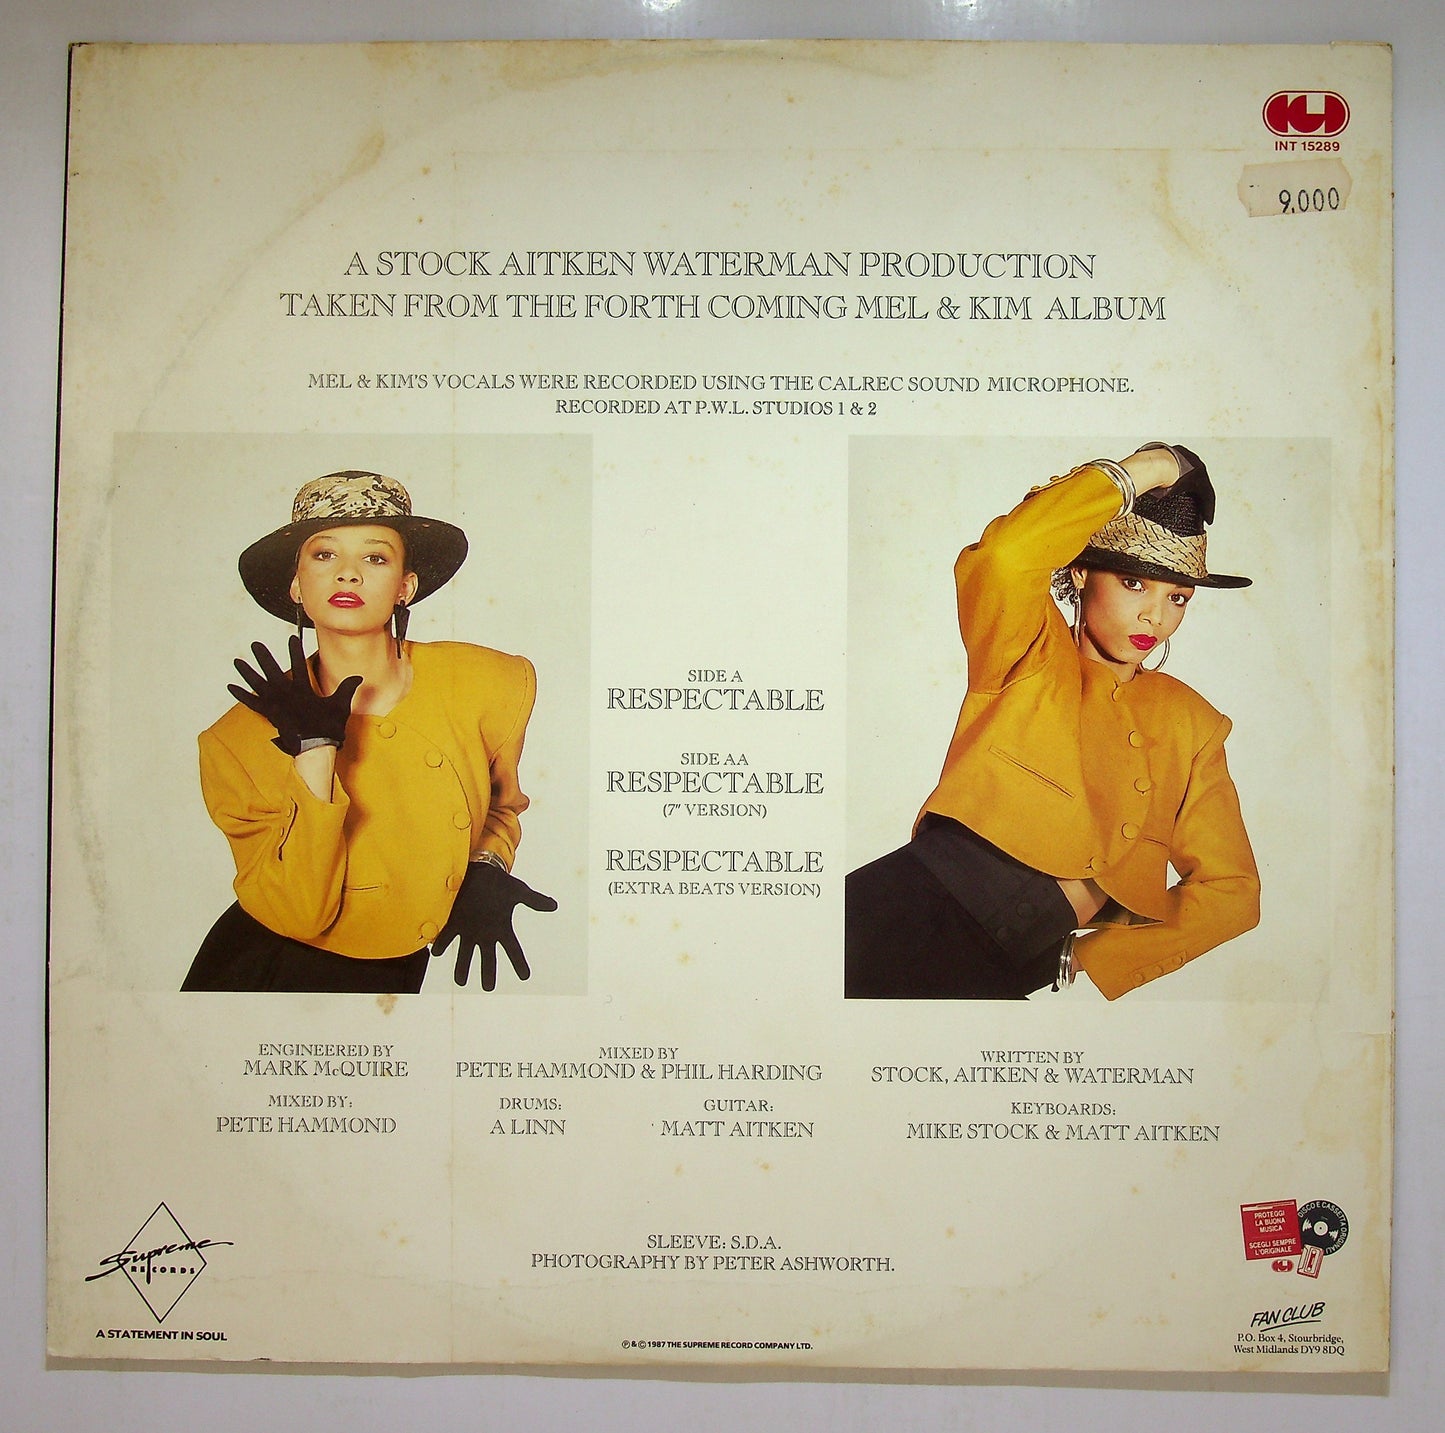 INT 15289
9.000
A STOCK AITKEN WATERMAN PRODUCTION
TAKEN FROM THE FORTH COMING MEL & KIM ALBUM
MEL & KIM'S VOCALS WERE RECORDED USING THE CALREC SOUND MICROPHONE.
RECORDED AT P.W.L. STUDIOS 1 & 2
SIDE A
RESPECTABLE
SIDE AA
RESPECTABLE
(7" VERSION)
RESPECTABLE
(EXTRA BEATS VERSION)
ENGINEERED BY
MARK McQUIRE
MIXED BY
PETE HAMMOND & PHIL HARDING
WRITTEN BY
STOCK, AITKEN & WATERMAN
MIXED BY:
PETE HAMMOND
DRUMS:
A LINN
GUITAR:
MATT AITKEN
KEYBOARDS:
MIKE STOCK & MATT AITKEN
Supreme
RECORDS
A STATEMENT IN SOUL
SLEEVE: S.D.A.
PHOTOGRAPHY BY PETER ASHWORTH.
℗ & © 1987 THE SUPREME RECORD COMPANY LTD.
PROTEGGI
LA BUONA
MUSICA
SCEGLI SEMPRE
L'ORIGINALE
DISCO E CASSETTA ORIGINALI
FAN CLUB
P.O. Box 4, Stourbridge,
West Midlands DY9 8DQ